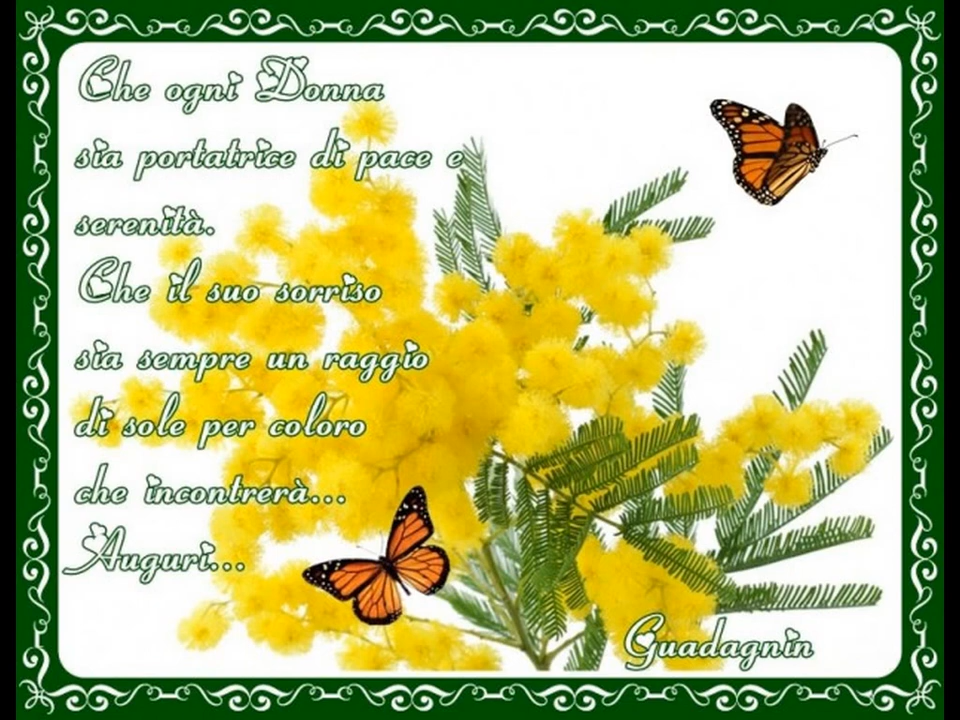 Che ogni Donna
sia portatrice di pace e
serenità.
Che il suo sorriso
sia sempre un raggio
di sole per coloro
che incontrerà...
Auguri...
Guadagnin